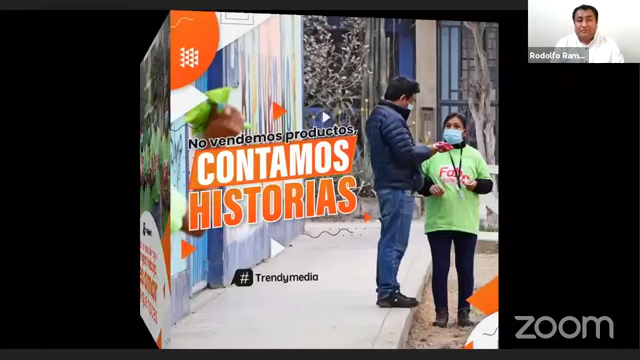 Rodolfo Ram...
No vendemos productos,
CONTAMOS
HISTORIAS
# Trendymedia
zoom